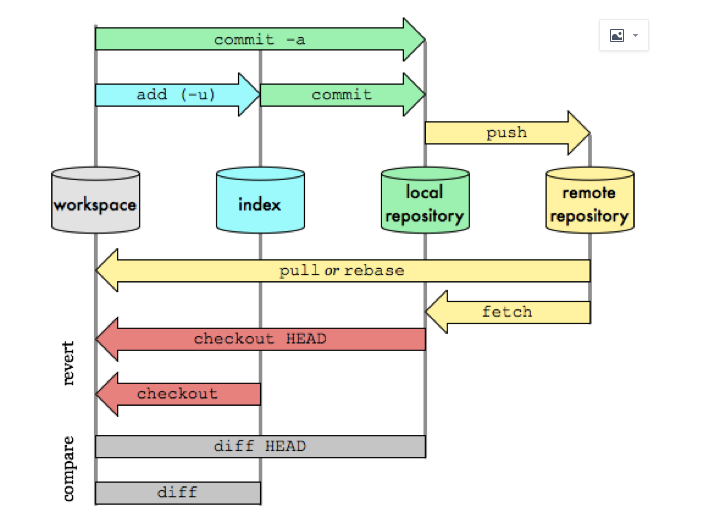 commit -a
add (-u)
commit
push
workspace
index
local
repository
remote
repository
pull or rebase
fetch
revert
checkout HEAD
checkout
compare
diff HEAD
diff